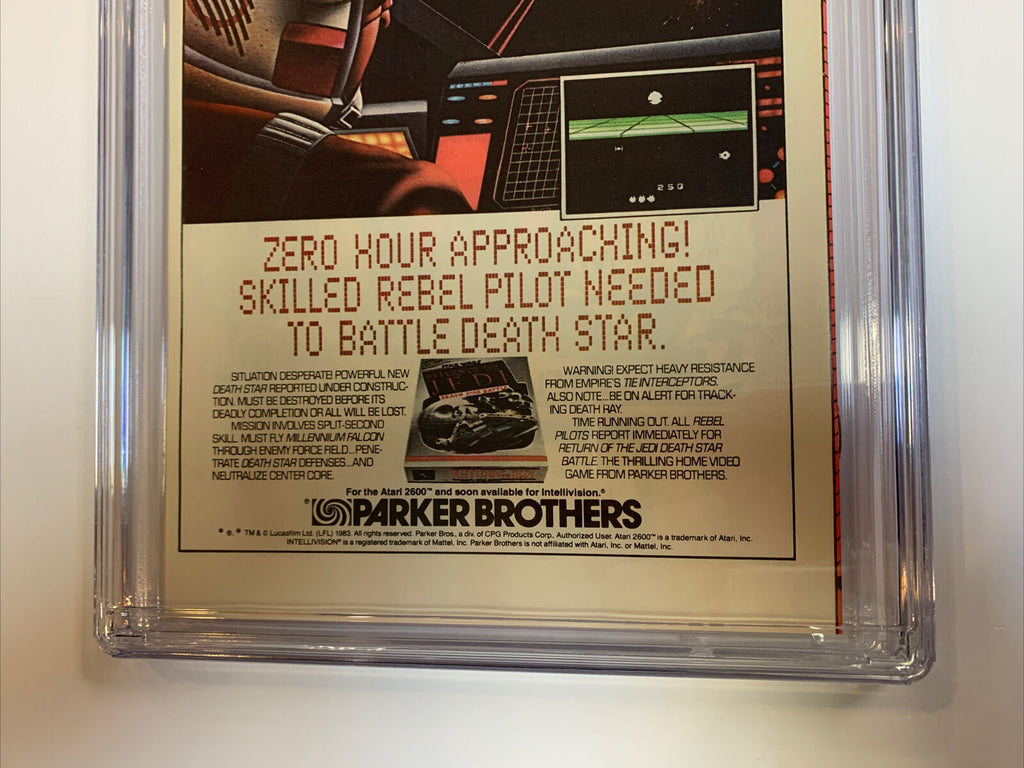 250
ZERO HOUR APPROACHING!
SKILLED REBEL PILOT NEEDED
TO BATTLE DEATH STAR.
SITUATION DESPERATE! POWERFUL NEW
DEATH STAR REPORTED UNDER CONSTRUC-
TION. MUST BE DESTROYED BEFORE ITS
DEADLY COMPLETION OR ALL WILL BE LOST.
MISSION INVOLVES SPLIT-SECOND
SKILL. MUST FLY MILLENNIUM FALCON
THROUGH ENEMY FORCE FIELD...PENE-
TRATE DEATH STAR DEFENSES...AND
NEUTRALIZE CENTER CORE.
STAR WARS
JEDI
DEATH STAR BATTLE
WARNING! EXPECT HEAVY RESISTANCE
FROM EMPIRE'S TIE INTERCEPTORS.
ALSO NOTE...BE ON ALERT FOR TRACK-
ING DEATH RAY.
TIME RUNNING OUT. ALL REBEL
PILOTS REPORT IMMEDIATELY FOR
RETURN OF THE JEDI DEATH STAR
BATTLE. THE THRILLING HOME VIDEO
GAME FROM PARKER BROTHERS.
For the Atari 2600™ and soon available for Intellivision.®
PARKER BROTHERS
* ®, * TM & © Lucasfilm Ltd. (LFL) 1983. All rights reserved. Parker Bros., a div. of CPG Products Corp., Authorized User. Atari 2600™ is a trademark of Atari, Inc.
INTELLIVISION® is a registered trademark of Mattel, Inc. Parker Brothers is not affiliated with Atari, Inc. or Mattel, Inc.